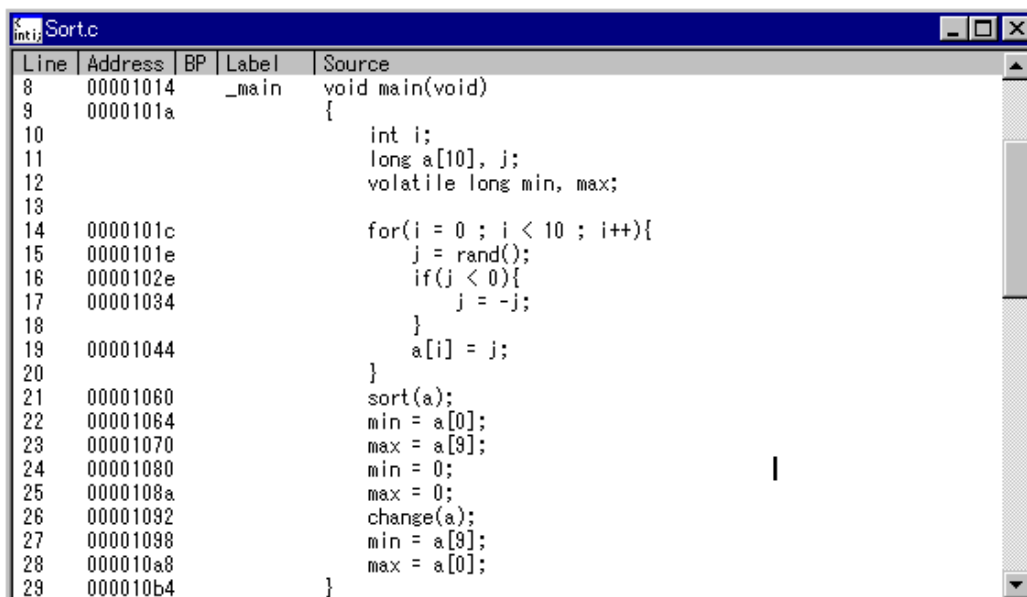 Sort.c
Line Address BP Label Source
8 00001014 _main void main(void)
9 0000101a {
10 int i;
11 long a[10], j;
12 volatile long min, max;
13
14 0000101c for(i = 0 ; i < 10 ; i++){
15 0000101e j = rand();
16 0000102e if(j < 0){
17 00001034 j = -j;
18 }
19 00001044 a[i] = j;
20 }
21 00001060 sort(a);
22 00001064 min = a[0];
23 00001070 max = a[9];
24 00001080 min = 0;
25 0000108a max = 0;
26 00001092 change(a);
27 00001098 min = a[9];
28 000010a8 max = a[0];
29 000010b4 }